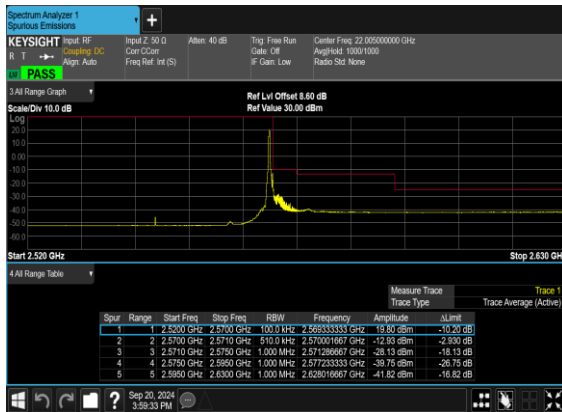 Spectrum Analyzer 1
Spurious Emissions
KEYSIGHT Input: RF Input Z: 50 Ω Atten: 40 dB Trig: Free Run Center Freq: 22.005000000 GHz
R T Coupling: DC Corr CCorr Gate: Off Avg|Hold: 1000/1000
Align: Auto Freq Ref: Int (S) IF Gain: Low Radio Std: None
PASS
3 All Range Graph
Ref Lvl Offset 8.60 dB
Scale/Div 10.0 dB Ref Value 30.00 dBm
Log
20.0
10.0
0.00
-10.0
-20.0
-30.0
-40.0
-50.0
-60.0
Start 2.520 GHz Stop 2.630 GH
4 All Range Table
Measure Trace Trace 1
Trace Type Trace Average (Active)
Spur Range Start Freq Stop Freq RBW Frequency Amplitude ΔLimit
1 1 2.5200 GHz 2.5700 GHz 100.0 kHz 2.569333333 GHz 19.80 dBm -10.20 dB
2 2 2.5700 GHz 2.5710 GHz 510.0 kHz 2.570001667 GHz -12.93 dBm -2.930 dB
3 3 2.5710 GHz 2.5750 GHz 1.000 MHz 2.571286667 GHz -28.13 dBm -18.13 dB
4 4 2.5750 GHz 2.5950 GHz 1.000 MHz 2.577233333 GHz -39.75 dBm -26.75 dB
5 5 2.5950 GHz 2.6300 GHz 1.000 MHz 2.628016667 GHz -41.82 dBm -16.82 dB
Sep 20, 2024
3:59:33 PM